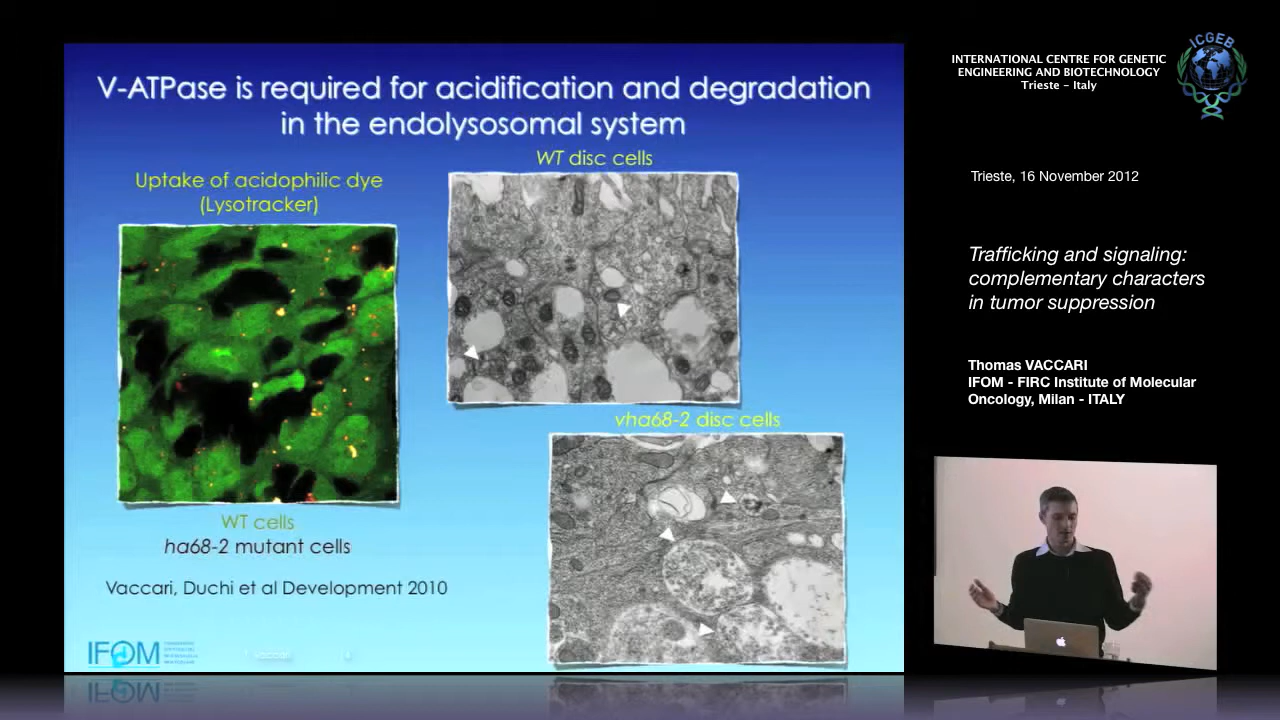 V-ATPase is required for acidification and degradation
in the endolysosomal system
Uptake of acidophilic dye
(Lysotracker)
WT disc cells
vha68-2 disc cells
WT cells
ha68-2 mutant cells
Vaccari, Duchi et al Development 2010
IFOM
vaccari
INTERNATIONAL CENTRE FOR GENETIC
ENGINEERING AND BIOTECHNOLOGY
Trieste - Italy
ICGEB
Trieste, 16 November 2012
Trafficking and signaling:
complementary characters
in tumor suppression
Thomas VACCARI
IFOM - FIRC Institute of Molecular
Oncology, Milan - ITALY